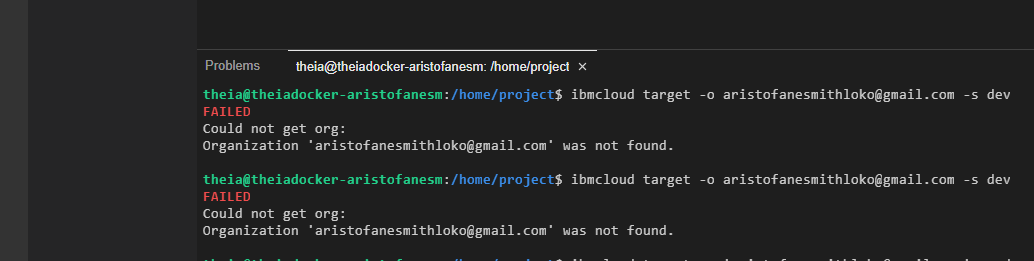 Problems theia@theiadocker-aristofanesm: /home/project ×
theia@theiadocker-aristofanesm:/home/project$ ibmcloud target -o aristofanesmithloko@gmail.com -s dev
FAILED
Could not get org:
Organization 'aristofanesmithloko@gmail.com' was not found.
theia@theiadocker-aristofanesm:/home/project$ ibmcloud target -o aristofanesmithloko@gmail.com -s dev
FAILED
Could not get org:
Organization 'aristofanesmithloko@gmail.com' was not found.